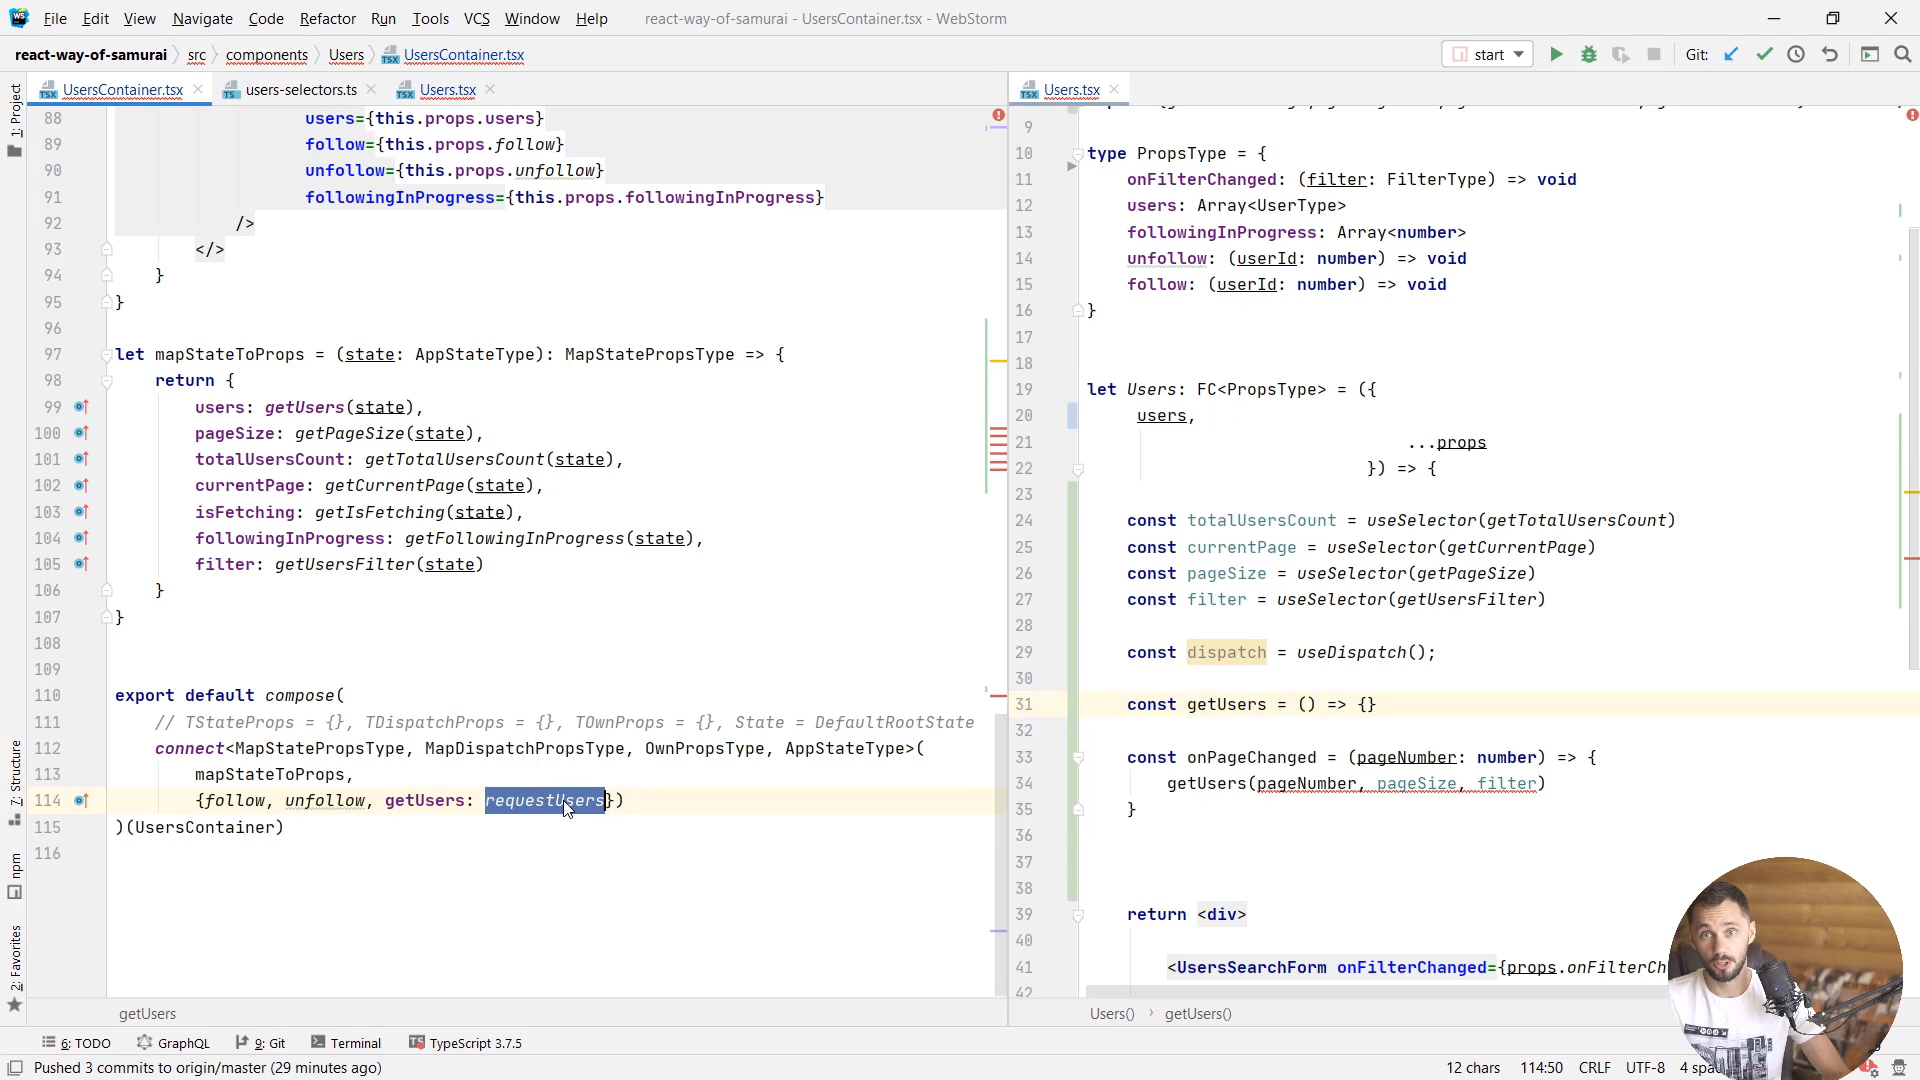 File Edit View Navigate Code Refactor Run Tools VCS Window Help react-way-of-samurai - UsersContainer.tsx - WebStorm
react-way-of-samurai src components Users UsersContainer.tsx start Git:
UsersContainer.tsx users-selectors.ts Users.tsx
88 users={this.props.users}
89 follow={this.props.follow}
90 unfollow={this.props.unfollow}
91 followingInProgress={this.props.followingInProgress}
92 />
93 </>
94 }
95 }
96
97 let mapStateToProps = (state: AppStateType): MapStatePropsType => {
98 return {
99 users: getUsers(state),
100 pageSize: getPageSize(state),
101 totalUsersCount: getTotalUsersCount(state),
102 currentPage: getCurrentPage(state),
103 isFetching: getIsFetching(state),
104 followingInProgress: getFollowingInProgress(state),
105 filter: getUsersFilter(state)
106 }
107 }
108
109
110 export default compose(
111 // TStateProps = {}, TDispatchProps = {}, TOwnProps = {}, State = DefaultRootState
112 connect<MapStatePropsType, MapDispatchPropsType, OwnPropsType, AppStateType>(
113 mapStateToProps,
114 {follow, unfollow, getUsers: requestUsers})
115 )(UsersContainer)
116
getUsers
Users.tsx
9
10 type PropsType = {
11 onFilterChanged: (filter: FilterType) => void
12 users: Array<UserType>
13 followingInProgress: Array<number>
14 unfollow: (userId: number) => void
15 follow: (userId: number) => void
16 }
17
18
19 let Users: FC<PropsType> = ({
20 users,
21 ...props
22 }) => {
23
24 const totalUsersCount = useSelector(getTotalUsersCount)
25 const currentPage = useSelector(getCurrentPage)
26 const pageSize = useSelector(getPageSize)
27 const filter = useSelector(getUsersFilter)
28
29 const dispatch = useDispatch();
30
31 const getUsers = () => {}
32
33 const onPageChanged = (pageNumber: number) => {
34 getUsers(pageNumber, pageSize, filter)
35 }
36
37
38
39 return <div>
40
41 <UsersSearchForm onFilterChanged={props.onFilterCh
42
Users() getUsers()
1: Project
7: Structure
npm
2: Favorites
6: TODO GraphQL 9: Git Terminal TypeScript 3.7.5
Pushed 3 commits to origin/master (29 minutes ago) 12 chars 114:50 CRLF UTF-8 4 spa